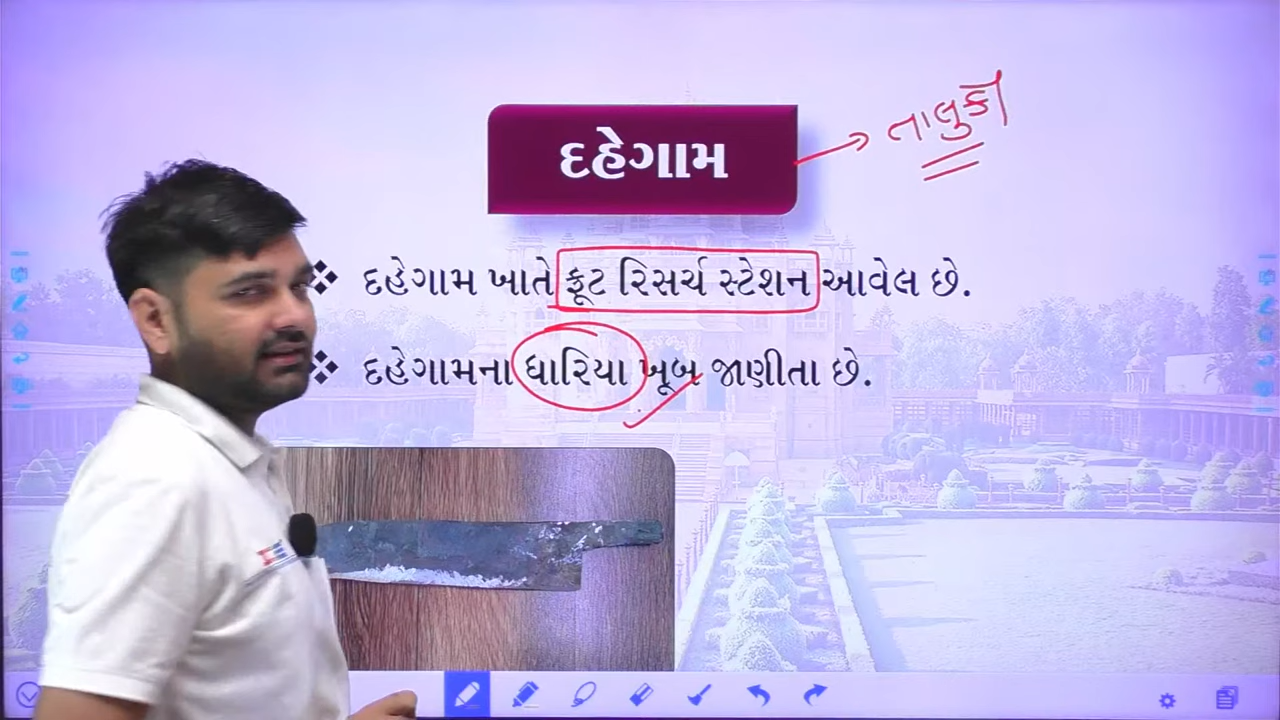 દહેગામ
તાલુકો
❖ દહેગામ ખાતે ફ્રૂટ રિસર્ચ સ્ટેશન આવેલ છે.
❖ દહેગામના ધારિયા ખૂબ જાણીતા છે.